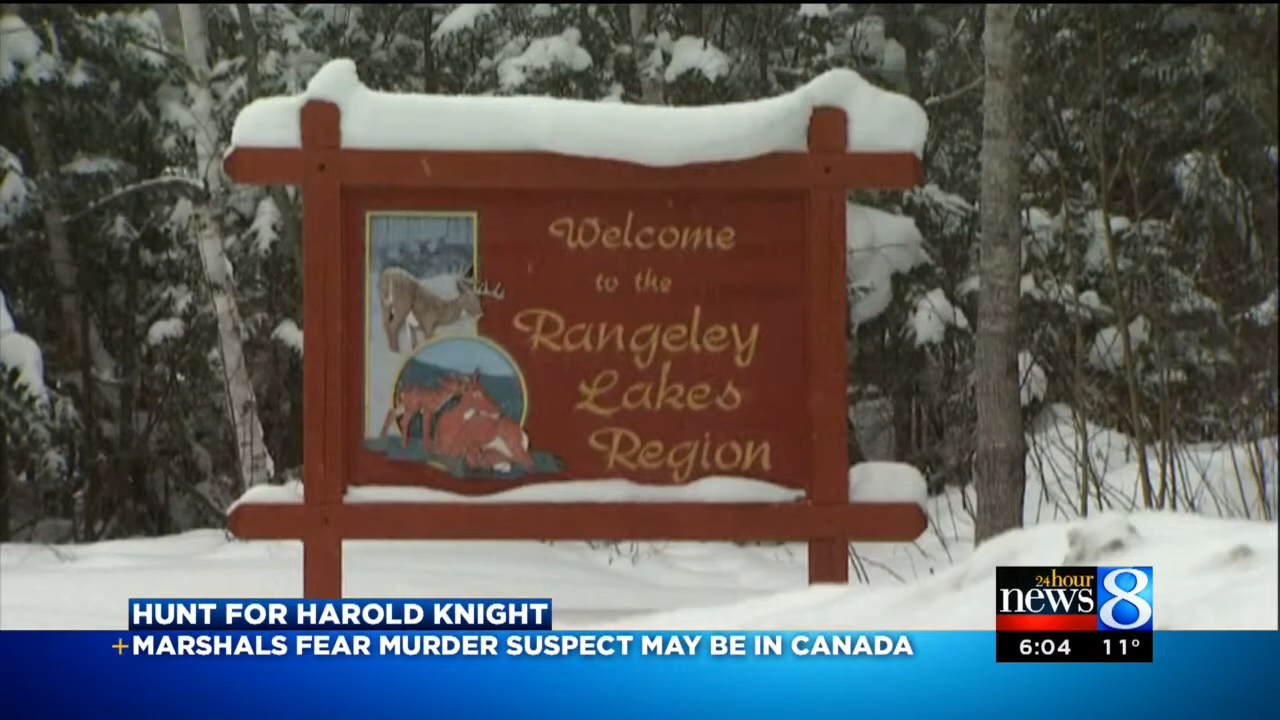 Welcome
to the
Rangeley
Lakes
Region
HUNT FOR HAROLD KNIGHT
+MARSHALS FEAR MURDER SUSPECT MAY BE IN CANADA
24hour
news 8
6:04 11°